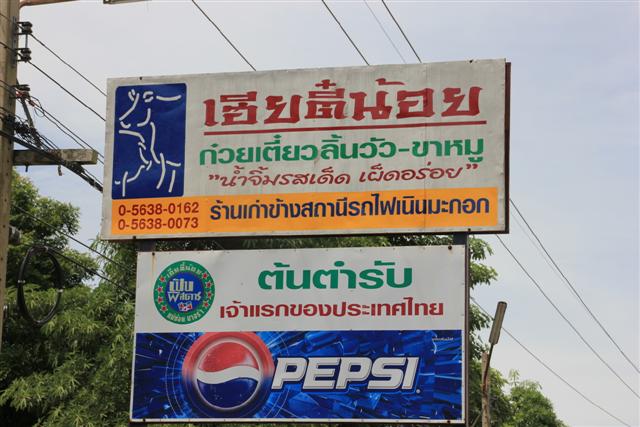 เฮียตี๋น้อย
ก๋วยเตี๋ยวลิ้นวัว-ขาหมู
"น้ำจิ้มรสเด็ด เผ็ดอร่อย"
0-5638-0162
0-5638-0073
ร้านเก่าข้างสถานีรถไฟเนินมะกอก
ต้นตำรับ
เจ้าแรกของประเทศไทย
PEPSI